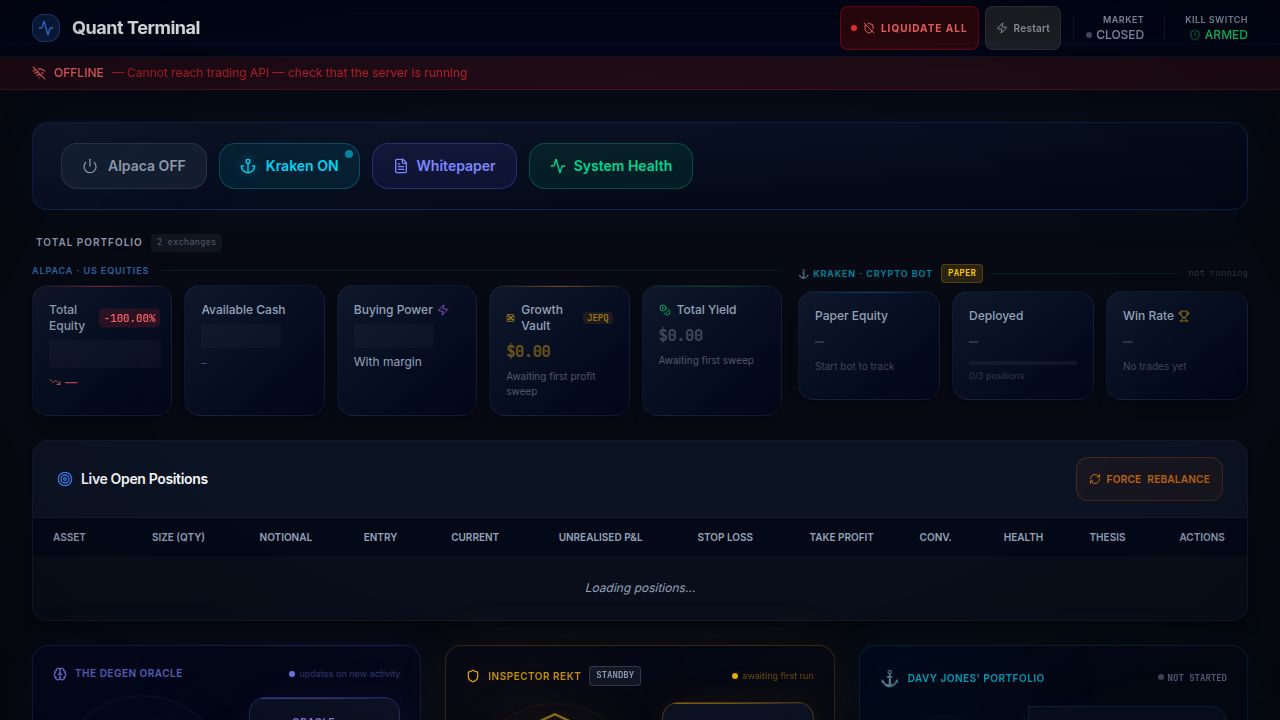 Quant Terminal
LIQUIDATE ALL
Restart
MARKET
CLOSED
KILL SWITCH
ARMED
OFFLINE — Cannot reach trading API — check that the server is running
Alpaca OFF
Kraken ON
Whitepaper
System Health
TOTAL PORTFOLIO 2 exchanges
ALPACA · US EQUITIES
KRAKEN · CRYPTO BOT PAPER not running
Total Equity
-100.00%
—
Available Cash
–
Buying Power
With margin
Growth Vault
JEPQ
$0.00
Awaiting first profit sweep
Total Yield
$0.00
Awaiting first sweep
Paper Equity
—
Start bot to track
Deployed
—
0/3 positions
Win Rate
—
No trades yet
Live Open Positions
FORCE REBALANCE
ASSET SIZE (QTY) NOTIONAL ENTRY CURRENT UNREALISED P&L STOP LOSS TAKE PROFIT CONV. HEALTH THESIS ACTIONS
Loading positions...
THE DEGEN ORACLE updates on new activity
INSPECTOR REKT STANDBY awaiting first run
DAVY JONES' PORTFOLIO NOT STARTED